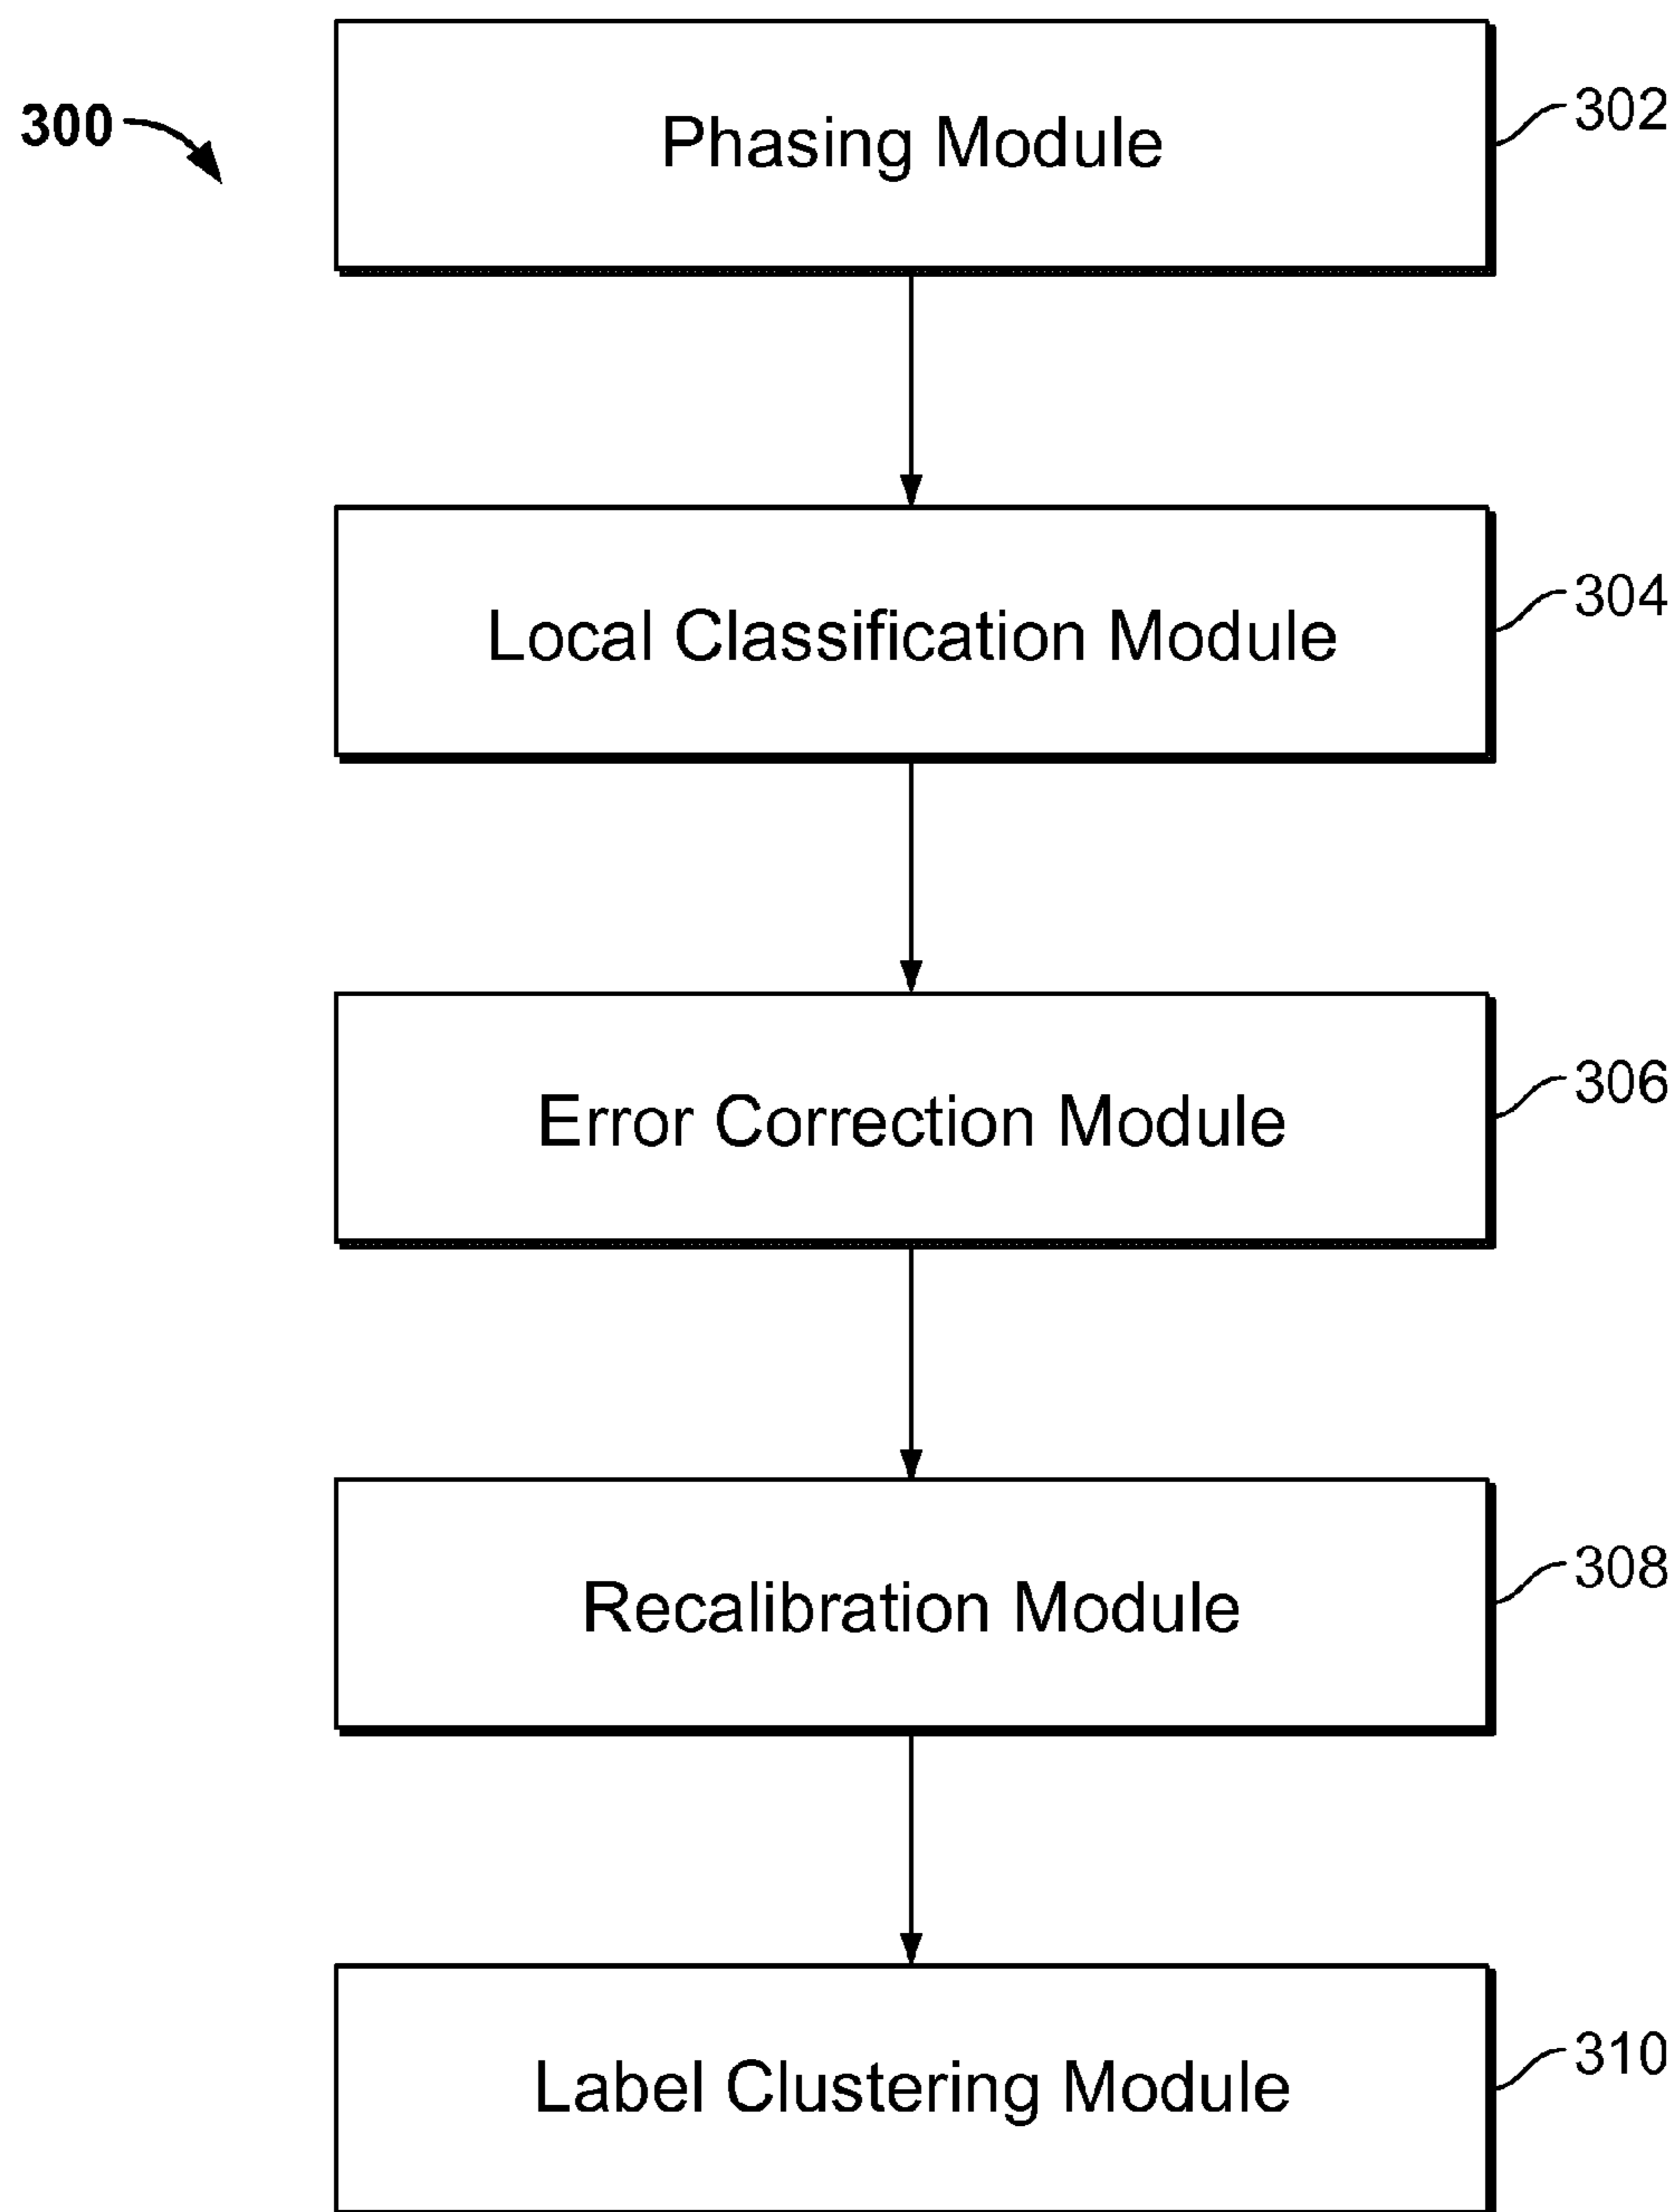 300
Phasing Module
302
Local Classification Module
304
Error Correction Module
306
Recalibration Module
308
Label Clustering Module
310